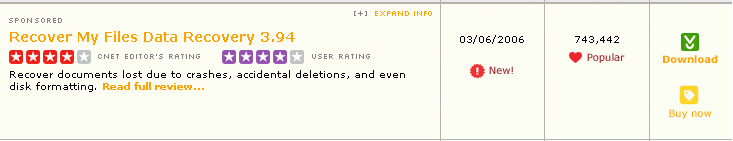 SPONSORED
[+] EXPAND INFO
Recover My Files Data Recovery 3.94
CNET EDITOR'S RATING USER RATING
Recover documents lost due to crashes, accidental deletions, and even
disk formatting. Read full review...
03/06/2006
New!
743,442
Popular
Download
Buy now